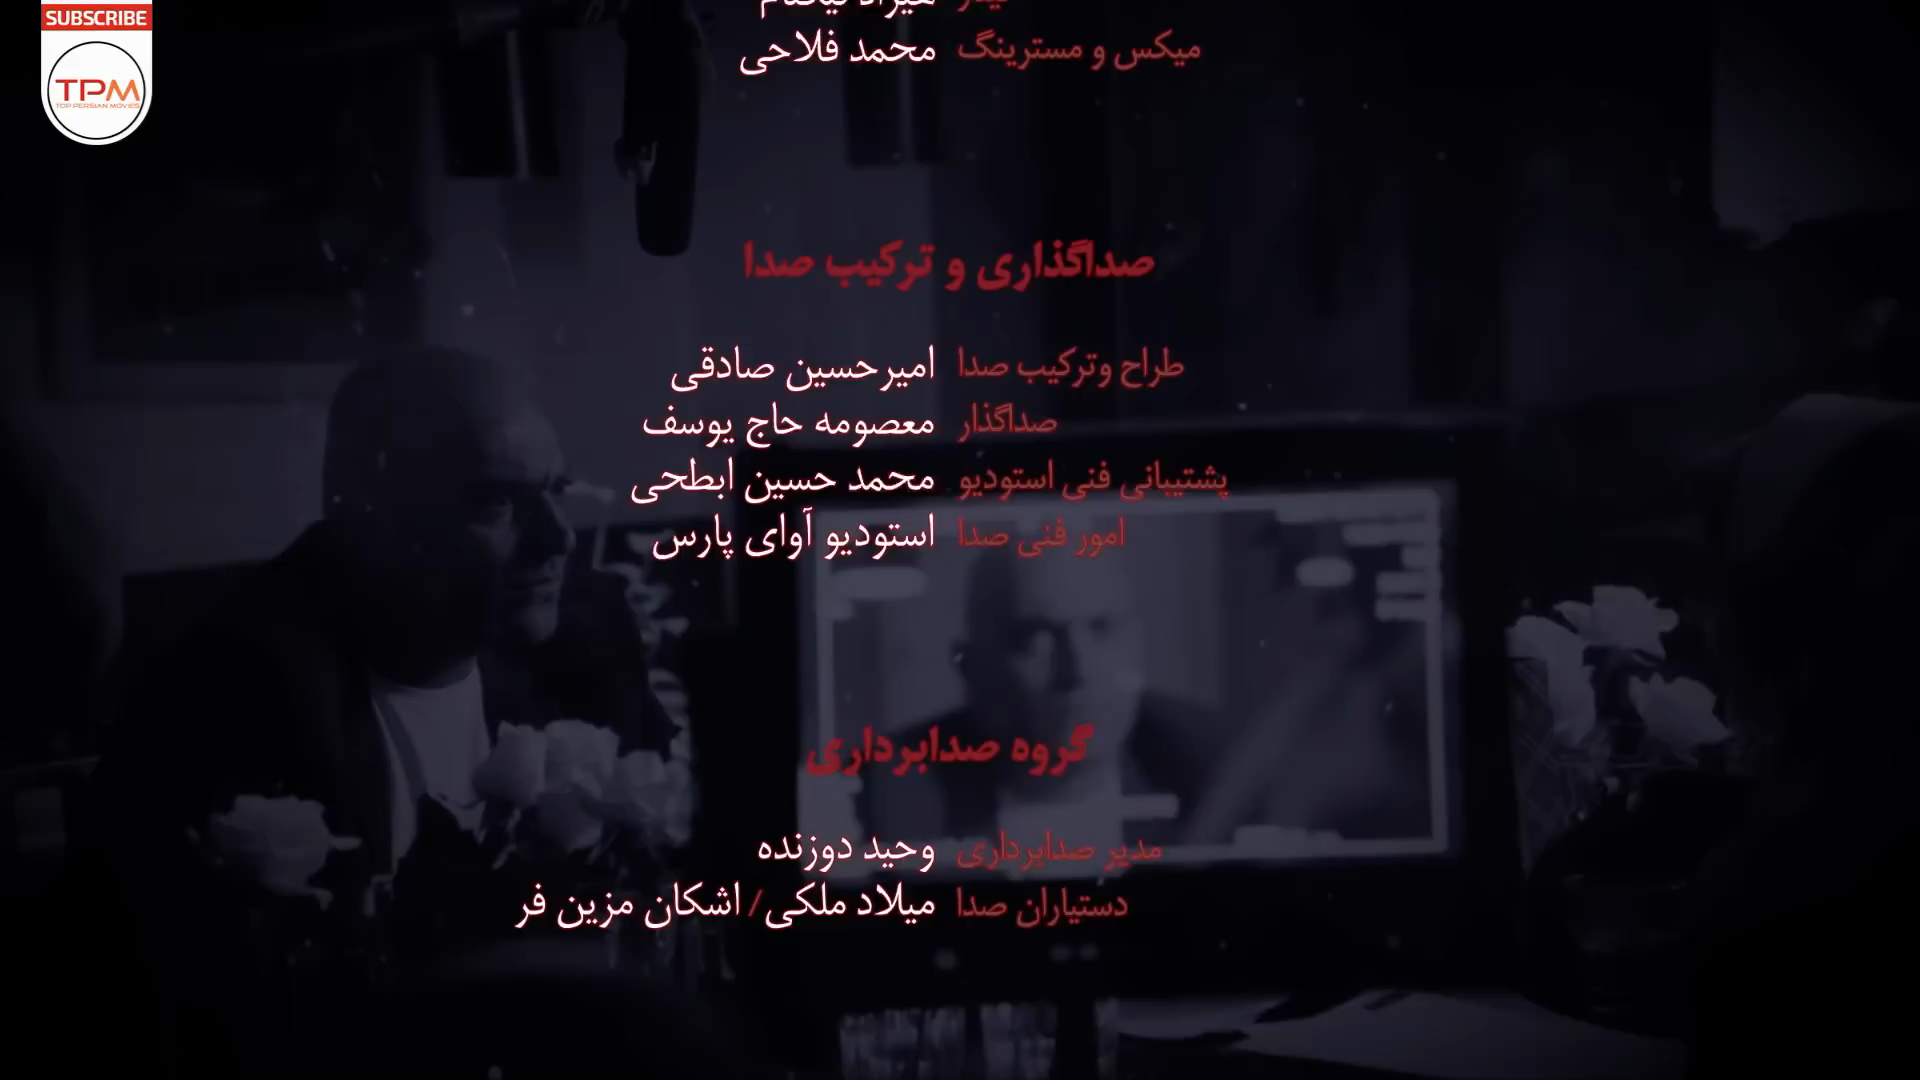 SUBSCRIBE
TPM
TOP PERSIAN MOVIES
میکس و مسترینگ محمد فلاحی
صداگذاری و ترکیب صدا
طراح وترکیب صدا امیرحسین صادقی
صداگذار معصومه حاج یوسف
پشتیبانی فنی استودیو محمد حسین ابطحی
امور فنی صدا استودیو آوای پارس
گروه صدابرداری
مدیر صدابرداری وحید دوزنده
دستیاران صدا میلاد ملکی/ اشکان مزین فر